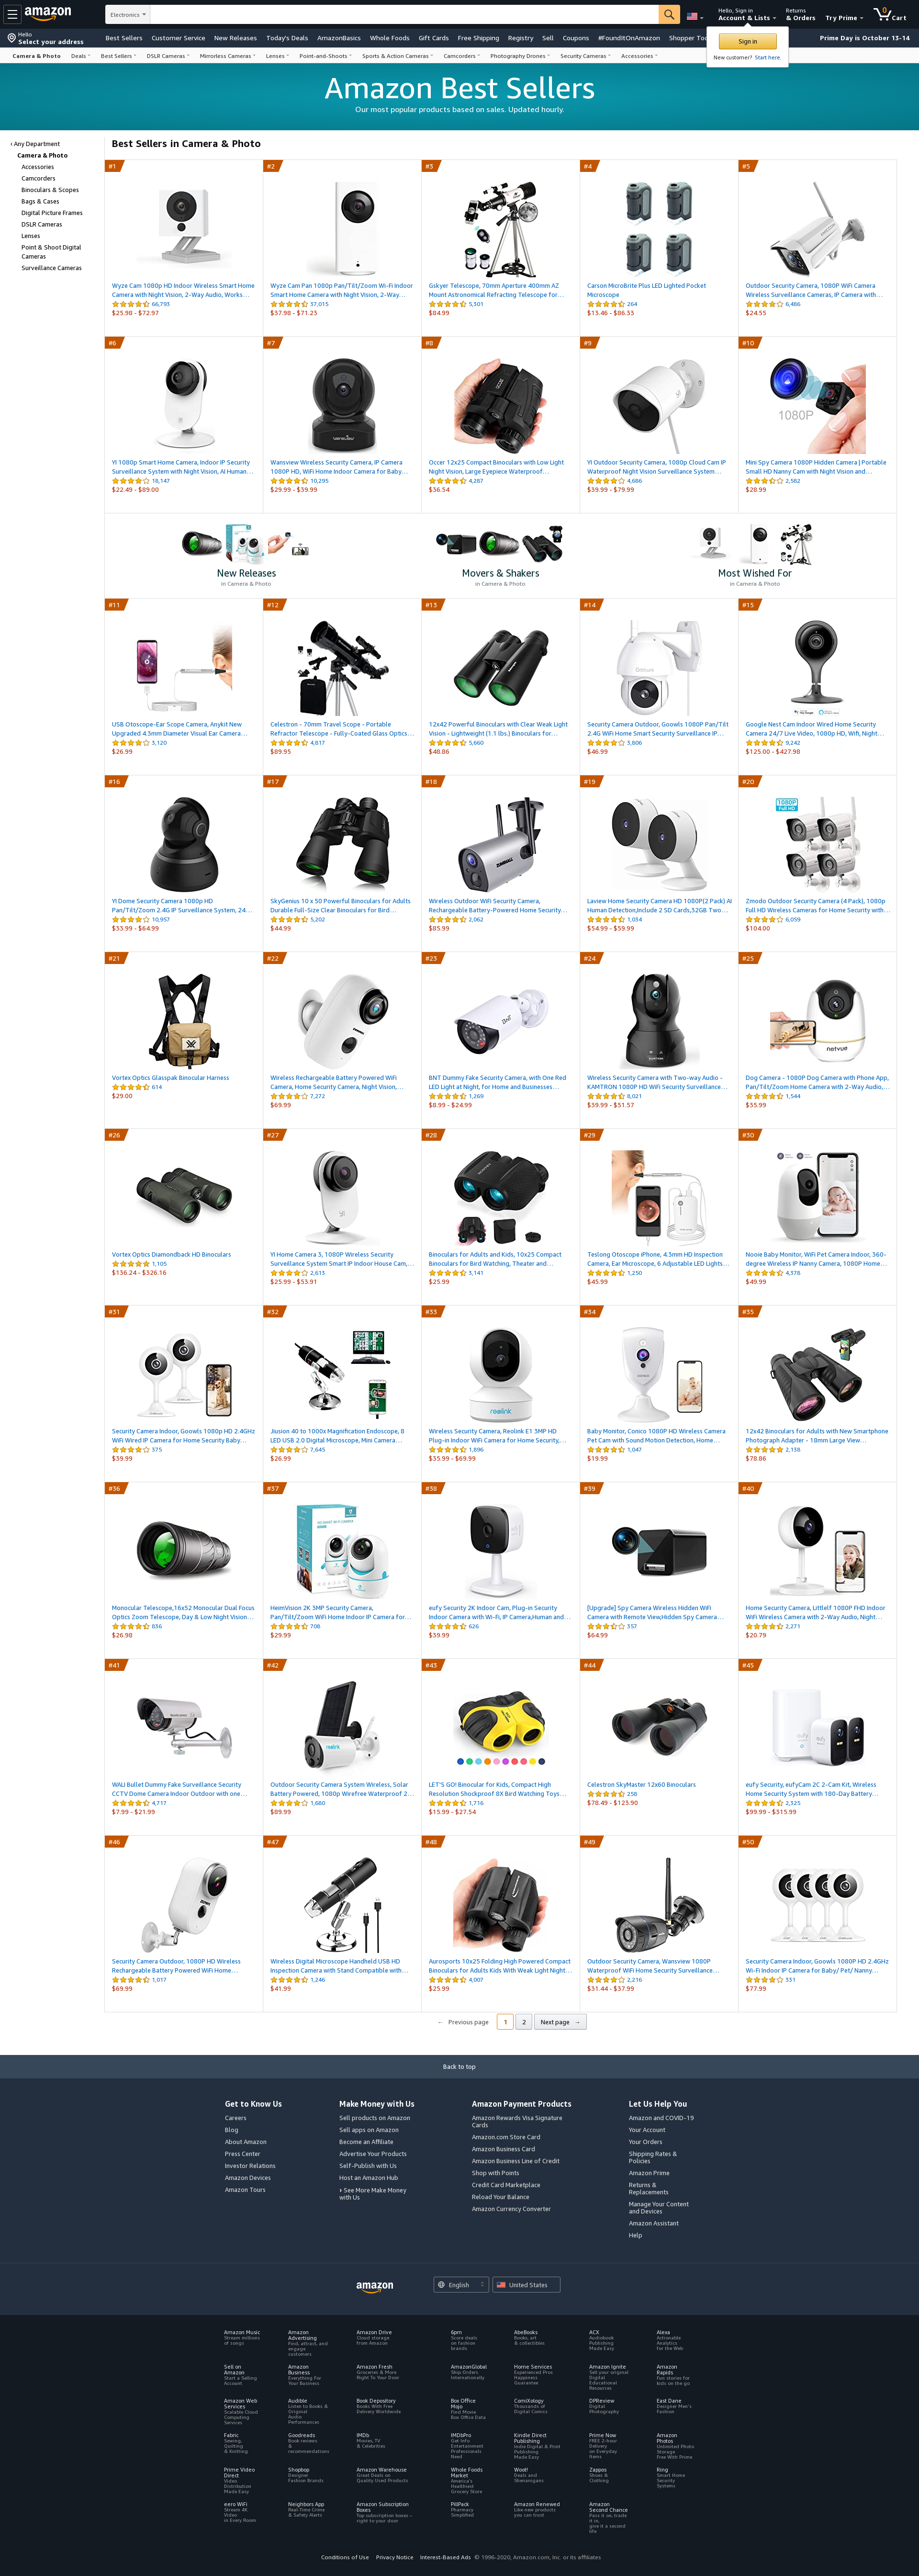 amazon
Electronics
Hello, Sign in
Account & Lists
Returns
& Orders
Try Prime
0
Cart
Hello
Select your address
Best Sellers Customer Service New Releases Today's Deals AmazonBasics Whole Foods Gift Cards Free Shipping Registry Sell Coupons #FoundItOnAmazon Shopper
Prime Day is October 13-14
Sign in
New customer? Start here.
Camera & Photo Deals Best Sellers DSLR Cameras Mirrorless Cameras Lenses Point-and-Shoots Sports & Action Cameras Camcorders Photography Drones Security Cameras Accessories
Amazon Best Sellers
Our most popular products based on sales. Updated hourly.
‹ Any Department
Camera & Photo
Accessories
Camcorders
Binoculars & Scopes
Bags & Cases
Digital Picture Frames
DSLR Cameras
Lenses
Point & Shoot Digital
Cameras
Surveillance Cameras
Best Sellers in Camera & Photo
#1
Wyze Cam 1080p HD Indoor Wireless Smart Home
Camera with Night Vision, 2-Way Audio, Works…
66,793
$25.98 - $72.97
#2
Wyze Cam Pan 1080p Pan/Tilt/Zoom Wi-Fi Indoor
Smart Home Camera with Night Vision, 2-Way…
37,015
$37.98 - $71.23
#3
Gskyer Telescope, 70mm Aperture 400mm AZ
Mount Astronomical Refracting Telescope for…
5,301
$84.99
#4
Carson MicroBrite Plus LED Lighted Pocket
Microscope
264
$13.46 - $86.33
#5
Outdoor Security Camera, 1080P WiFi Camera
Wireless Surveillance Cameras, IP Camera with…
6,486
$24.55
#6
YI 1080p Smart Home Camera, Indoor IP Security
Surveillance System with Night Vision, AI Human…
18,147
$22.49 - $89.00
#7
Wansview Wireless Security Camera, IP Camera
1080P HD, WiFi Home Indoor Camera for Baby…
10,295
$29.99 - $39.99
#8
Occer 12x25 Compact Binoculars with Low Light
Night Vision, Large Eyepiece Waterproof…
4,287
$36.54
#9
YI Outdoor Security Camera, 1080p Cloud Cam IP
Waterproof Night Vision Surveillance System…
4,686
$39.99 - $79.99
#10
1080P
Mini Spy Camera 1080P Hidden Camera | Portable
Small HD Nanny Cam with Night Vision and…
2,582
$28.99
New Releases
in Camera & Photo
Movers & Shakers
in Camera & Photo
Most Wished For
in Camera & Photo
#11
USB Otoscope-Ear Scope Camera, Anykit New
Upgraded 4.3mm Diameter Visual Ear Camera…
3,120
$26.99
#12
Celestron - 70mm Travel Scope - Portable
Refractor Telescope - Fully-Coated Glass Optics…
4,817
$89.95
#13
12x42 Powerful Binoculars with Clear Weak Light
Vision - Lightweight (1.1 lbs.) Binoculars for…
5,660
$48.86
#14
Security Camera Outdoor, Goowls 1080P Pan/Tilt
2.4G WiFi Home Smart Security Surveillance IP…
3,806
$46.99
#15
Google Nest Cam Indoor Wired Home Security
Camera 24/7 Live Video, 1080p HD, Wifi, Night…
9,242
$125.00 - $427.98
#16
YI Dome Security Camera 1080p HD
Pan/Tilt/Zoom 2.4G IP Surveillance System, 24…
10,957
$33.99 - $64.99
#17
SkyGenius 10 x 50 Powerful Binoculars for Adults
Durable Full-Size Clear Binoculars for Bird…
5,202
$44.99
#18
Wireless Outdoor WiFi Security Camera,
Rechargeable Battery-Powered Home Security…
2,062
$85.99
#19
Laview Home Security Camera HD 1080P(2 Pack) AI
Human Detection,Include 2 SD Cards,32GB Two…
1,034
$54.99 - $59.99
#20
1080P
Full HD
Zmodo Outdoor Security Camera (4 Pack), 1080p
Full HD Wireless Cameras for Home Security with…
6,059
$104.00
#21
Vortex Optics Glasspak Binocular Harness
614
$29.00
#22
Wireless Rechargeable Battery Powered WiFi
Camera, Home Security Camera, Night Vision,…
7,272
$69.99
#23
BNT Dummy Fake Security Camera, with One Red
LED Light at Night, for Home and Businesses…
1,269
$8.99 - $24.99
#24
Wireless Security Camera with Two-way Audio -
KAMTRON 1080P HD WiFi Security Surveillance…
8,021
$39.99 - $51.57
#25
netvue
Dog Camera - 1080P Dog Camera with Phone App,
Pan/Tilt/Zoom Home Camera with 2-Way Audio,…
1,544
$35.99
#26
Vortex Optics Diamondback HD Binoculars
1,105
$136.24 - $326.16
#27
YI Home Camera 3, 1080P Wireless Security
Surveillance System Smart IP Indoor House Cam,…
2,613
$25.99 - $53.91
#28
Binoculars for Adults and Kids, 10x25 Compact
Binoculars for Bird Watching, Theater and…
3,141
$25.99
#29
Teslong Otoscope iPhone, 4.3mm HD Inspection
Camera, Ear Microscope, 6 Adjustable LED Lights…
1,250
$45.99
#30
Nooie Baby Monitor, WiFi Pet Camera Indoor, 360-
degree Wireless IP Nanny Camera, 1080P Home…
4,378
$49.99
#31
Security Camera Indoor, Goowls 1080p HD 2.4GHz
WiFi Wired IP Camera for Home Security Baby…
375
$39.99
#32
Jiusion 40 to 1000x Magnification Endoscope, 8
LED USB 2.0 Digital Microscope, Mini Camera…
7,645
$26.99
#33
reolink
Wireless Security Camera, Reolink E1 3MP HD
Plug-in Indoor WiFi Camera for Home Security,…
1,896
$35.99 - $69.99
#34
Baby Monitor, Conico 1080P HD Wireless Camera
Pet Cam with Sound Motion Detection, Home…
1,047
$19.99
#35
12x42 Binoculars for Adults with New Smartphone
Photograph Adapter - 18mm Large View…
2,138
$78.86
#36
Monocular Telescope,16x52 Monocular Dual Focus
Optics Zoom Telescope, Day & Low Night Vision…
836
$26.98
#37
HeimVision 2K 3MP Security Camera,
Pan/Tilt/Zoom WiFi Home Indoor IP Camera for…
708
$29.99
#38
eufy Security 2K Indoor Cam, Plug-in Security
Indoor Camera with Wi-Fi, IP Camera,Human and…
626
$39.99
#39
[Upgrade] Spy Camera Wireless Hidden WiFi
Camera with Remote View,Hidden Spy Camera…
357
$64.99
#40
Home Security Camera, Littlelf 1080P FHD Indoor
WiFi Wireless Camera with 2-Way Audio, Night…
2,271
$20.79
#41
WALI Bullet Dummy Fake Surveillance Security
CCTV Dome Camera Indoor Outdoor with one…
4,717
$7.99 - $21.99
#42
reolink
Outdoor Security Camera System Wireless, Solar
Battery Powered, 1080p Wirefree Waterproof 2…
1,680
$89.99
#43
LET'S GO! Binocular for Kids, Compact High
Resolution Shockproof 8X Bird Watching Toys…
1,716
$15.99 - $27.54
#44
Celestron SkyMaster 12x60 Binoculars
258
$78.49 - $123.90
#45
eufy Security, eufyCam 2C 2-Cam Kit, Wireless
Home Security System with 180-Day Battery…
2,325
$99.99 - $315.99
#46
Security Camera Outdoor, 1080P HD Wireless
Rechargeable Battery Powered WiFi Home…
1,017
$69.99
#47
Wireless Digital Microscope Handheld USB HD
Inspection Camera with Stand Compatible with…
1,246
$41.99
#48
Aurosports 10x25 Folding High Powered Compact
Binoculars for Adults Kids With Weak Light Night…
4,007
$25.99
#49
Outdoor Security Camera, Wansview 1080P
Waterproof WiFi Home Security Surveillance…
2,216
$31.44 - $37.99
#50
Security Camera Indoor, Goowls 1080P HD 2.4GHz
Wi-Fi Indoor IP Camera for Baby/ Pet/ Nanny…
331
$77.99
← Previous page 1 2 Next page →
Back to top
Get to Know Us
Careers
Blog
About Amazon
Press Center
Investor Relations
Amazon Devices
Amazon Tours
Make Money with Us
Sell products on Amazon
Sell apps on Amazon
Become an Affiliate
Advertise Your Products
Self-Publish with Us
Host an Amazon Hub
› See More Make Money
with Us
Amazon Payment Products
Amazon Rewards Visa Signature
Cards
Amazon.com Store Card
Amazon Business Card
Amazon Business Line of Credit
Shop with Points
Credit Card Marketplace
Reload Your Balance
Amazon Currency Converter
Let Us Help You
Amazon and COVID-19
Your Account
Your Orders
Shipping Rates &
Policies
Amazon Prime
Returns &
Replacements
Manage Your Content
and Devices
Amazon Assistant
Help
amazon
English
United States
Amazon Music
Stream millions
of songs
Amazon
Advertising
Find, attract, and
engage
customers
Amazon Drive
Cloud storage
from Amazon
6pm
Score deals
on fashion
brands
AbeBooks
Books, art
& collectibles
ACX
Audiobook
Publishing
Made Easy
Alexa
Actionable
Analytics
for the Web
Sell on
Amazon
Start a Selling
Account
Amazon
Business
Everything For
Your Business
Amazon Fresh
Groceries & More
Right To Your Door
AmazonGlobal
Ship Orders
Internationally
Home Services
Experienced Pros
Happiness
Guarantee
Amazon Ignite
Sell your original
Digital
Educational
Resources
Amazon
Rapids
Fun stories for
kids on the go
Amazon Web
Services
Scalable Cloud
Computing
Services
Audible
Listen to Books &
Original
Audio
Performances
Book Depository
Books With Free
Delivery Worldwide
Box Office
Mojo
Find Movie
Box Office Data
ComiXology
Thousands of
Digital Comics
DPReview
Digital
Photography
East Dane
Designer Men's
Fashion
Fabric
Sewing,
Quilting
& Knitting
Goodreads
Book reviews
&
recommendations
IMDb
Movies, TV
& Celebrities
IMDbPro
Get Info
Entertainment
Professionals
Need
Kindle Direct
Publishing
Indie Digital & Print
Publishing
Made Easy
Prime Now
FREE 2-hour
Delivery
on Everyday
Items
Amazon
Photos
Unlimited Photo
Storage
Free With Prime
Prime Video
Direct
Video
Distribution
Made Easy
Shopbop
Designer
Fashion Brands
Amazon Warehouse
Great Deals on
Quality Used Products
Whole Foods
Market
America's
Healthiest
Grocery Store
Woot!
Deals and
Shenanigans
Zappos
Shoes &
Clothing
Ring
Smart Home
Security
Systems
eero WiFi
Stream 4K
Video
in Every Room
Neighbors App
Real-Time Crime
& Safety Alerts
Amazon Subscription
Boxes
Top subscription boxes –
right to your door
PillPack
Pharmacy
Simplified
Amazon Renewed
Like-new products
you can trust
Amazon
Second Chance
Pass it on, trade
it in,
give it a second
life
Conditions of Use Privacy Notice Interest-Based Ads © 1996-2020, Amazon.com, Inc. or its affiliates